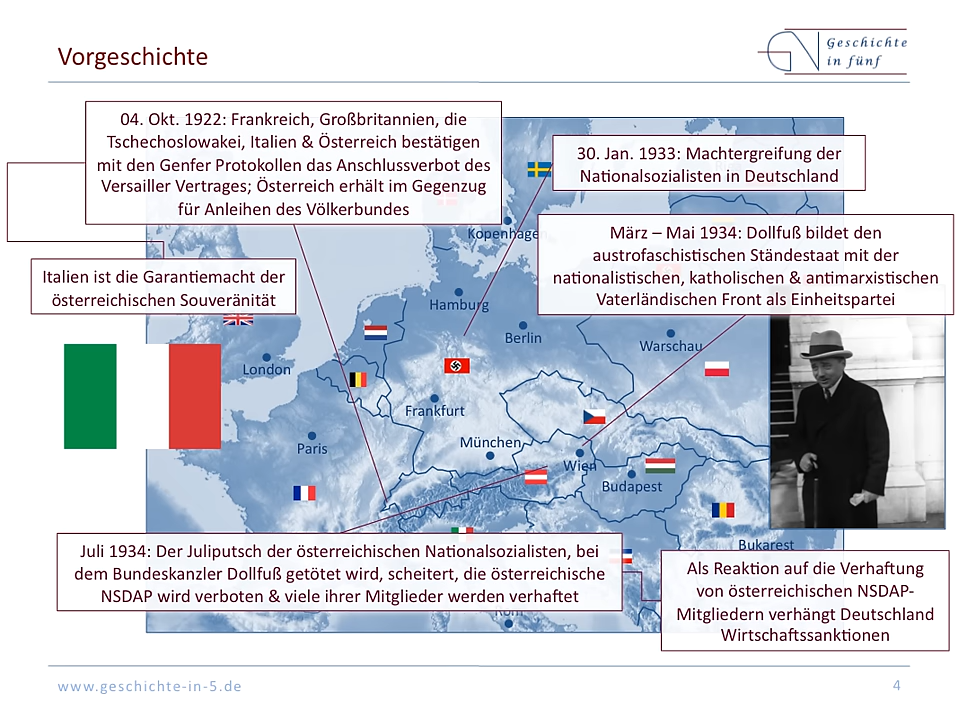 Vorgeschichte
Geschichte
in fünf
04. Okt. 1922: Frankreich, Großbritannien, die
Tschechoslowakei, Italien & Österreich bestätigen
mit den Genfer Protokollen das Anschlussverbot des
Versailler Vertrages; Österreich erhält im Gegenzug
für Anleihen des Völkerbundes
30. Jan. 1933: Machtergreifung der
Nationalsozialisten in Deutschland
März – Mai 1934: Dollfuß bildet den
austrofaschistischen Ständestaat mit der
nationalistischen, katholischen & antimarxistischen
Vaterländischen Front als Einheitspartei
Italien ist die Garantiemacht der
österreichischen Souveränität
Kopenhagen
Hamburg
Berlin
Warschau
London
Frankfurt
Paris
München
Wien
Budapest
Bukarest
Juli 1934: Der Juliputsch der österreichischen Nationalsozialisten, bei
dem Bundeskanzler Dollfuß getötet wird, scheitert, die österreichische
NSDAP wird verboten & viele ihrer Mitglieder werden verhaftet
Als Reaktion auf die Verhaftung
von österreichischen NSDAP-
Mitgliedern verhängt Deutschland
Wirtschaftssanktionen
Rom
www.geschichte-in-5.de
4